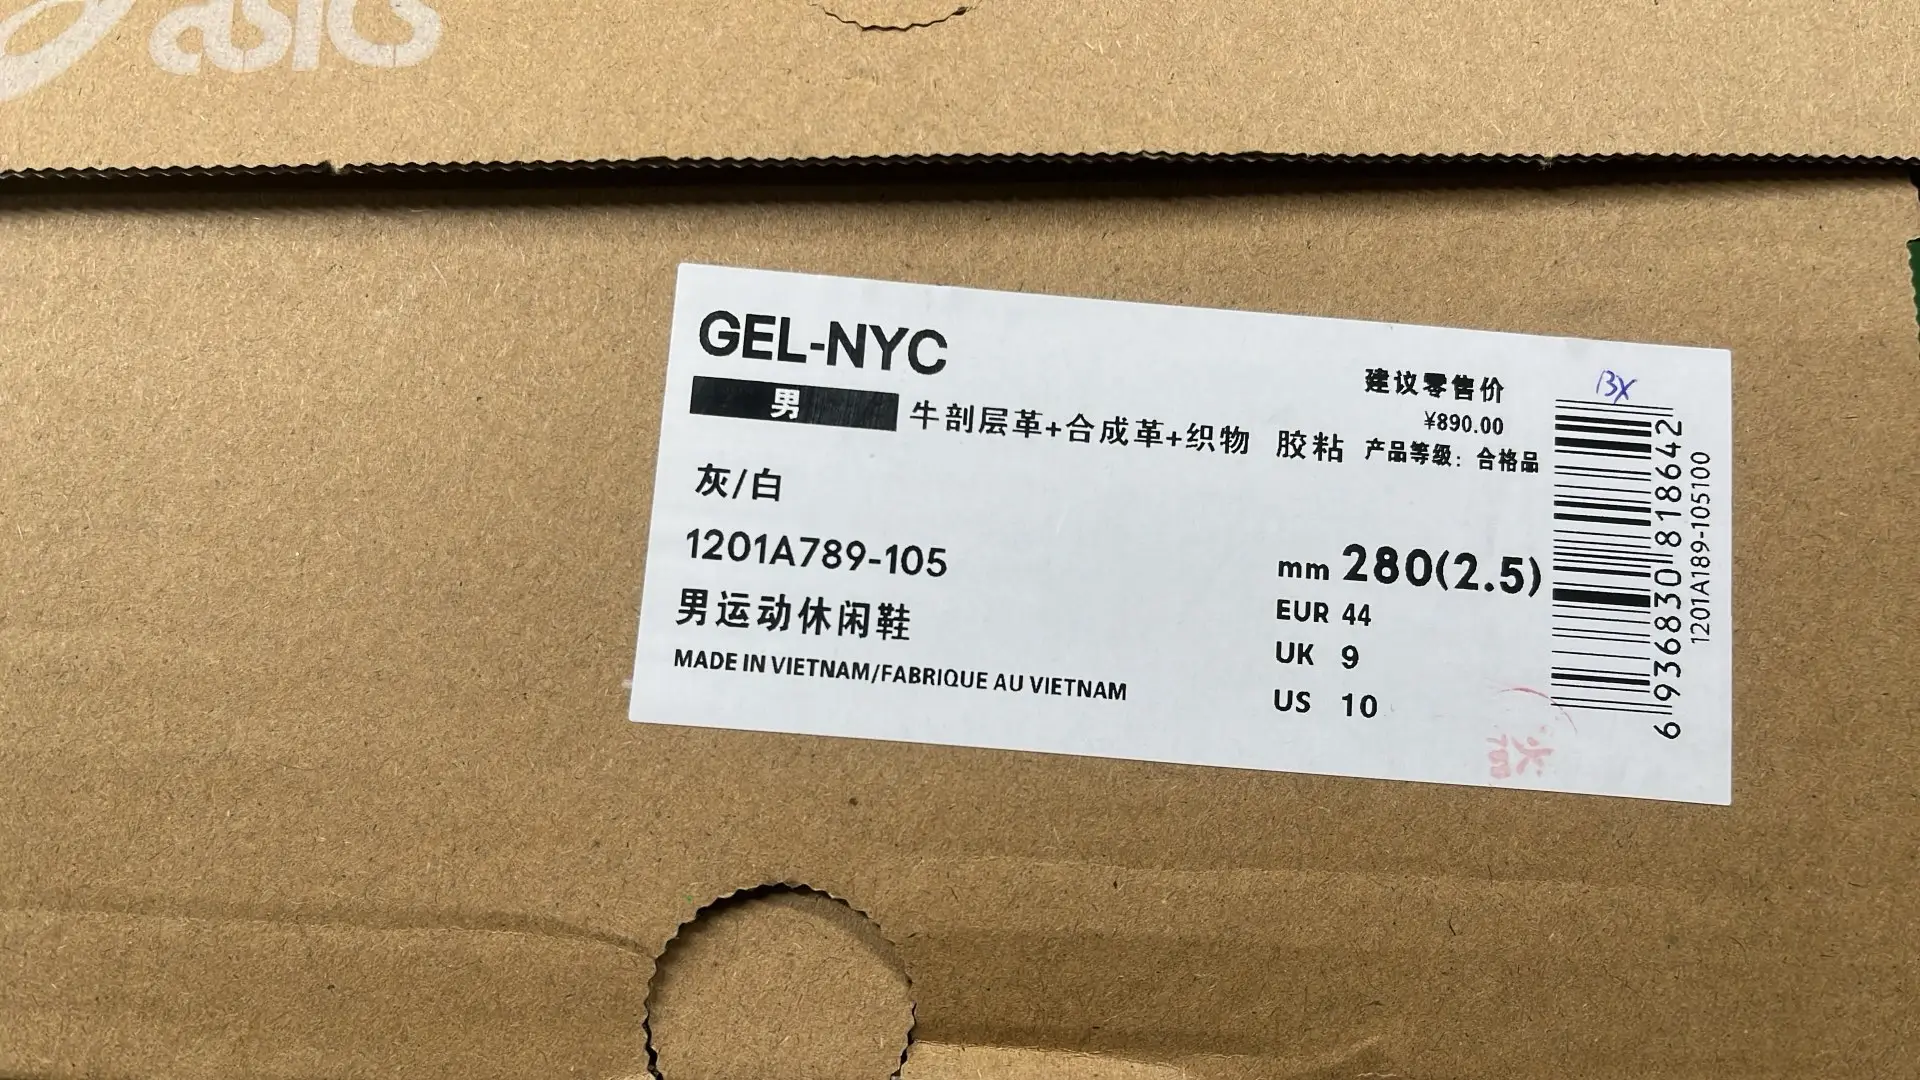 asics
GEL-NYC
男
牛剖层革+合成革+织物 胶粘
建议零售价
¥890.00
产品等级：合格品
灰/白
1201A789-105
男运动休闲鞋
MADE IN VIETNAM/FABRIQUE AU VIETNAM
mm 280(2.5)
EUR 44
UK 9
US 10
BX
6936830818642
1201A189-105100